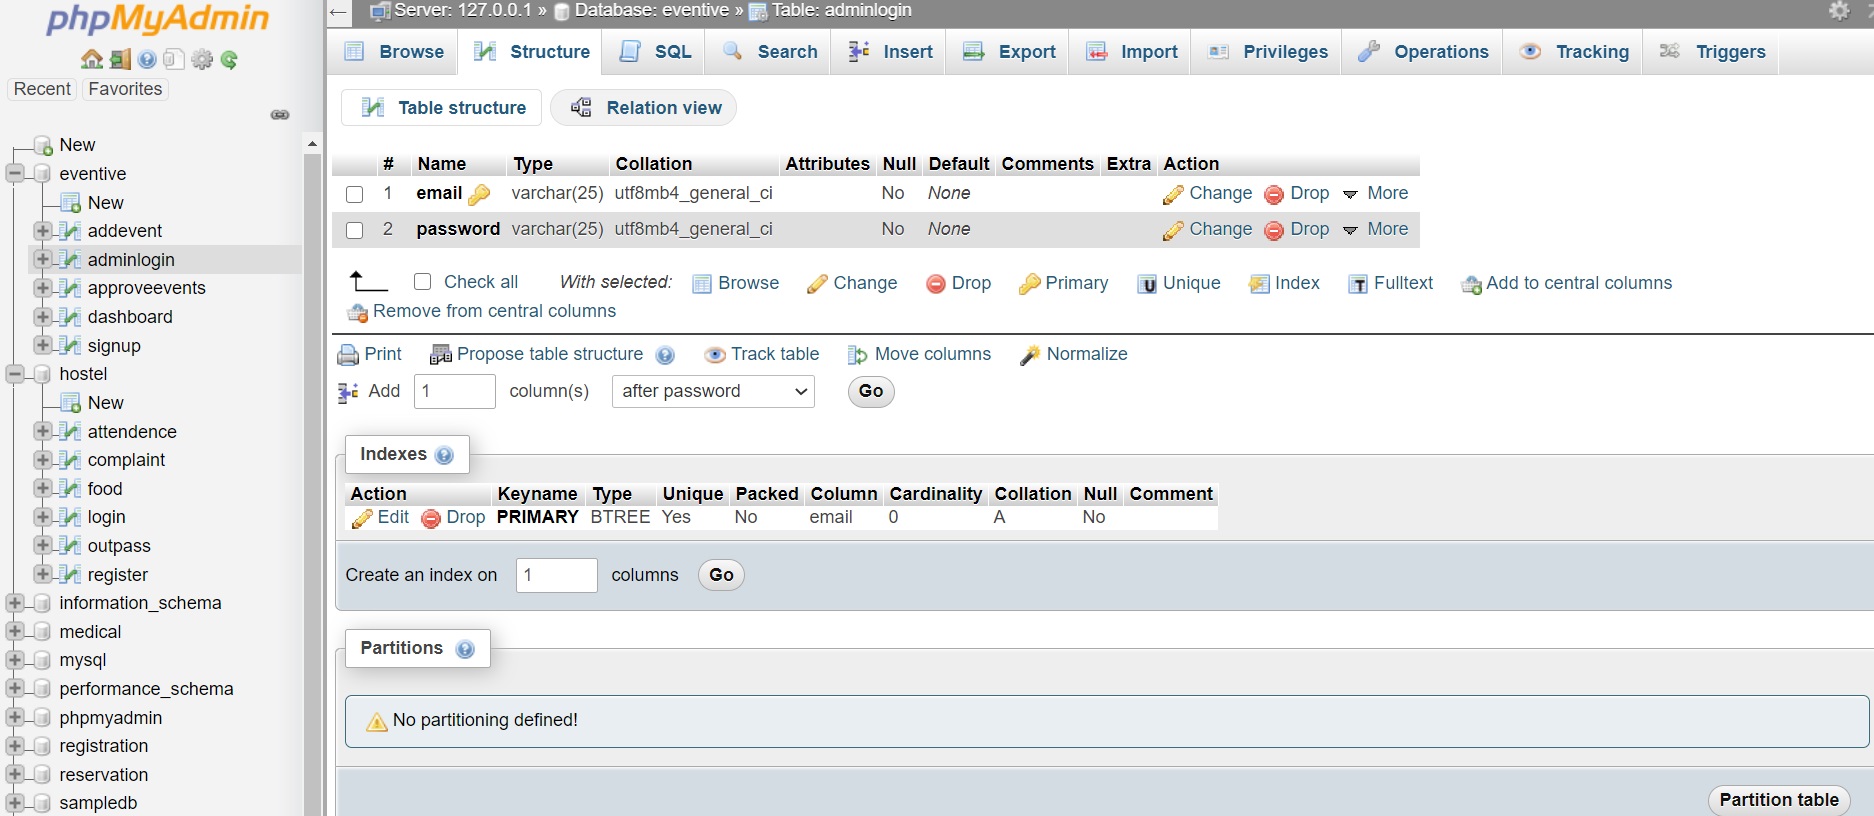 phpMyAdmin
Recent Favorites
New
eventive
New
addevent
adminlogin
approveevents
dashboard
signup
hostel
New
attendence
complaint
food
login
outpass
register
information_schema
medical
mysql
performance_schema
phpmyadmin
registration
reservation
sampledb
Server: 127.0.0.1 » Database: eventive » Table: adminlogin
Browse Structure SQL Search Insert Export Import Privileges Operations Tracking Triggers
Table structure Relation view
# Name Type Collation Attributes Null Default Comments Extra Action
1 email varchar(25) utf8mb4_general_ci No None Change Drop More
2 password varchar(25) utf8mb4_general_ci No None Change Drop More
Check all With selected: Browse Change Drop Primary Unique Index Fulltext Add to central columns
Remove from central columns
Print Propose table structure Track table Move columns Normalize
Add 1 column(s) after password Go
Indexes
Action Keyname Type Unique Packed Column Cardinality Collation Null Comment
Edit Drop PRIMARY BTREE Yes No email 0 A No
Create an index on 1 columns Go
Partitions
No partitioning defined!
Partition table